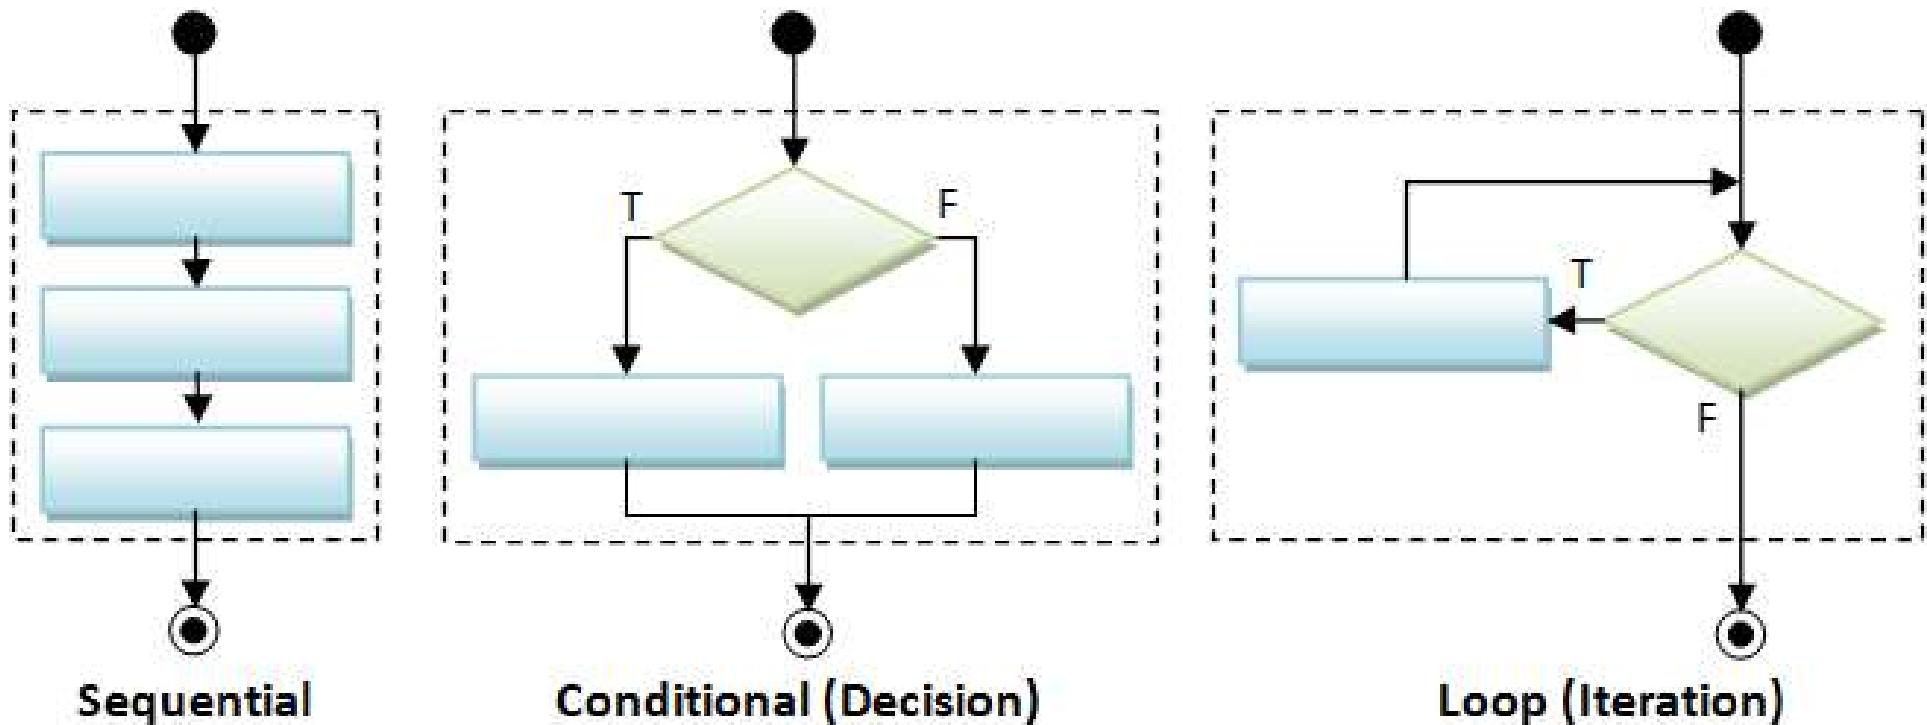 T
F
T
F
Sequential
Conditional (Decision)
Loop (Iteration)